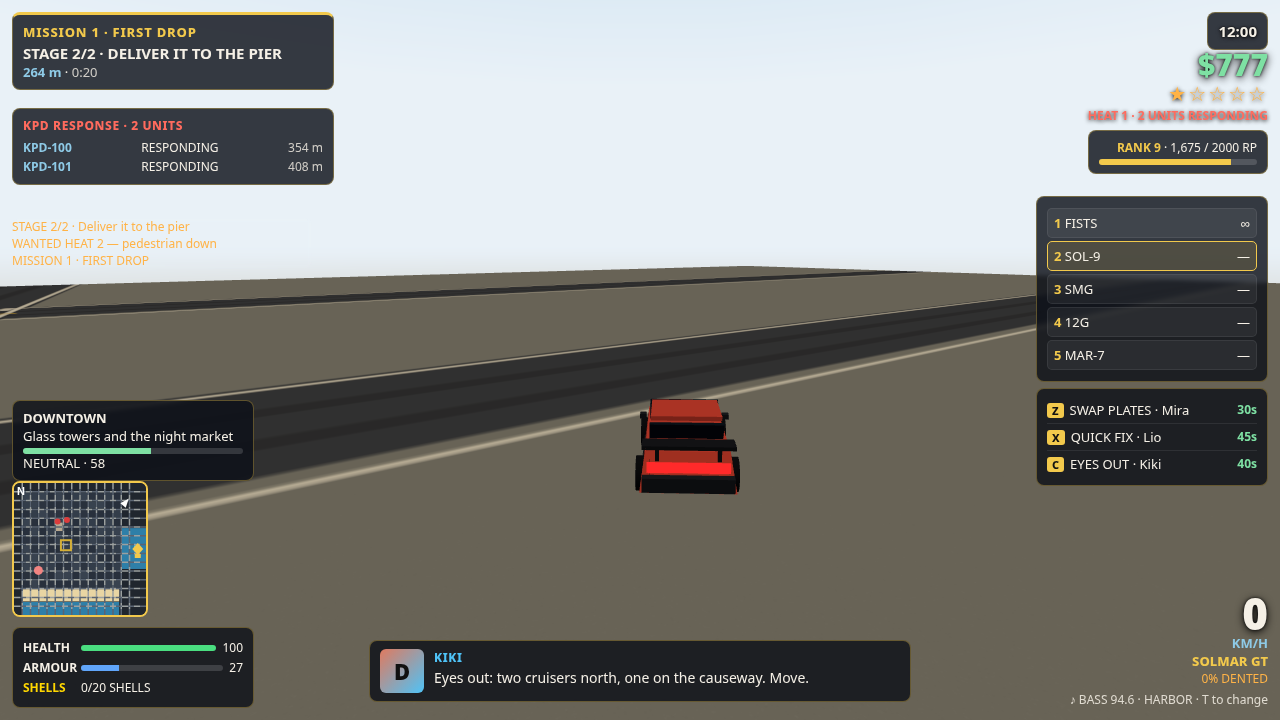 MISSION 1 · FIRST DROP
STAGE 2/2 · DELIVER IT TO THE PIER
264 m · 0:20
KPD RESPONSE · 2 UNITS
KPD-100 RESPONDING 354 m
KPD-101 RESPONDING 408 m
STAGE 2/2 · Deliver it to the pier
WANTED HEAT 2 — pedestrian down
MISSION 1 · FIRST DROP
12:00
$777
HEAT 1 · 2 UNITS RESPONDING
RANK 9 · 1,675 / 2000 RP
1 FISTS ∞
2 SOL-9 —
3 SMG —
4 12G —
5 MAR-7 —
Z SWAP PLATES · Mira 30s
X QUICK FIX · Lio 45s
C EYES OUT · Kiki 40s
DOWNTOWN
Glass towers and the night market
NEUTRAL · 58
N
HEALTH 100
ARMOUR 27
SHELLS 0/20 SHELLS
D
KIKI
Eyes out: two cruisers north, one on the causeway. Move.
0
KM/H
SOLMAR GT
0% DENTED
♪ BASS 94.6 · HARBOR · T to change